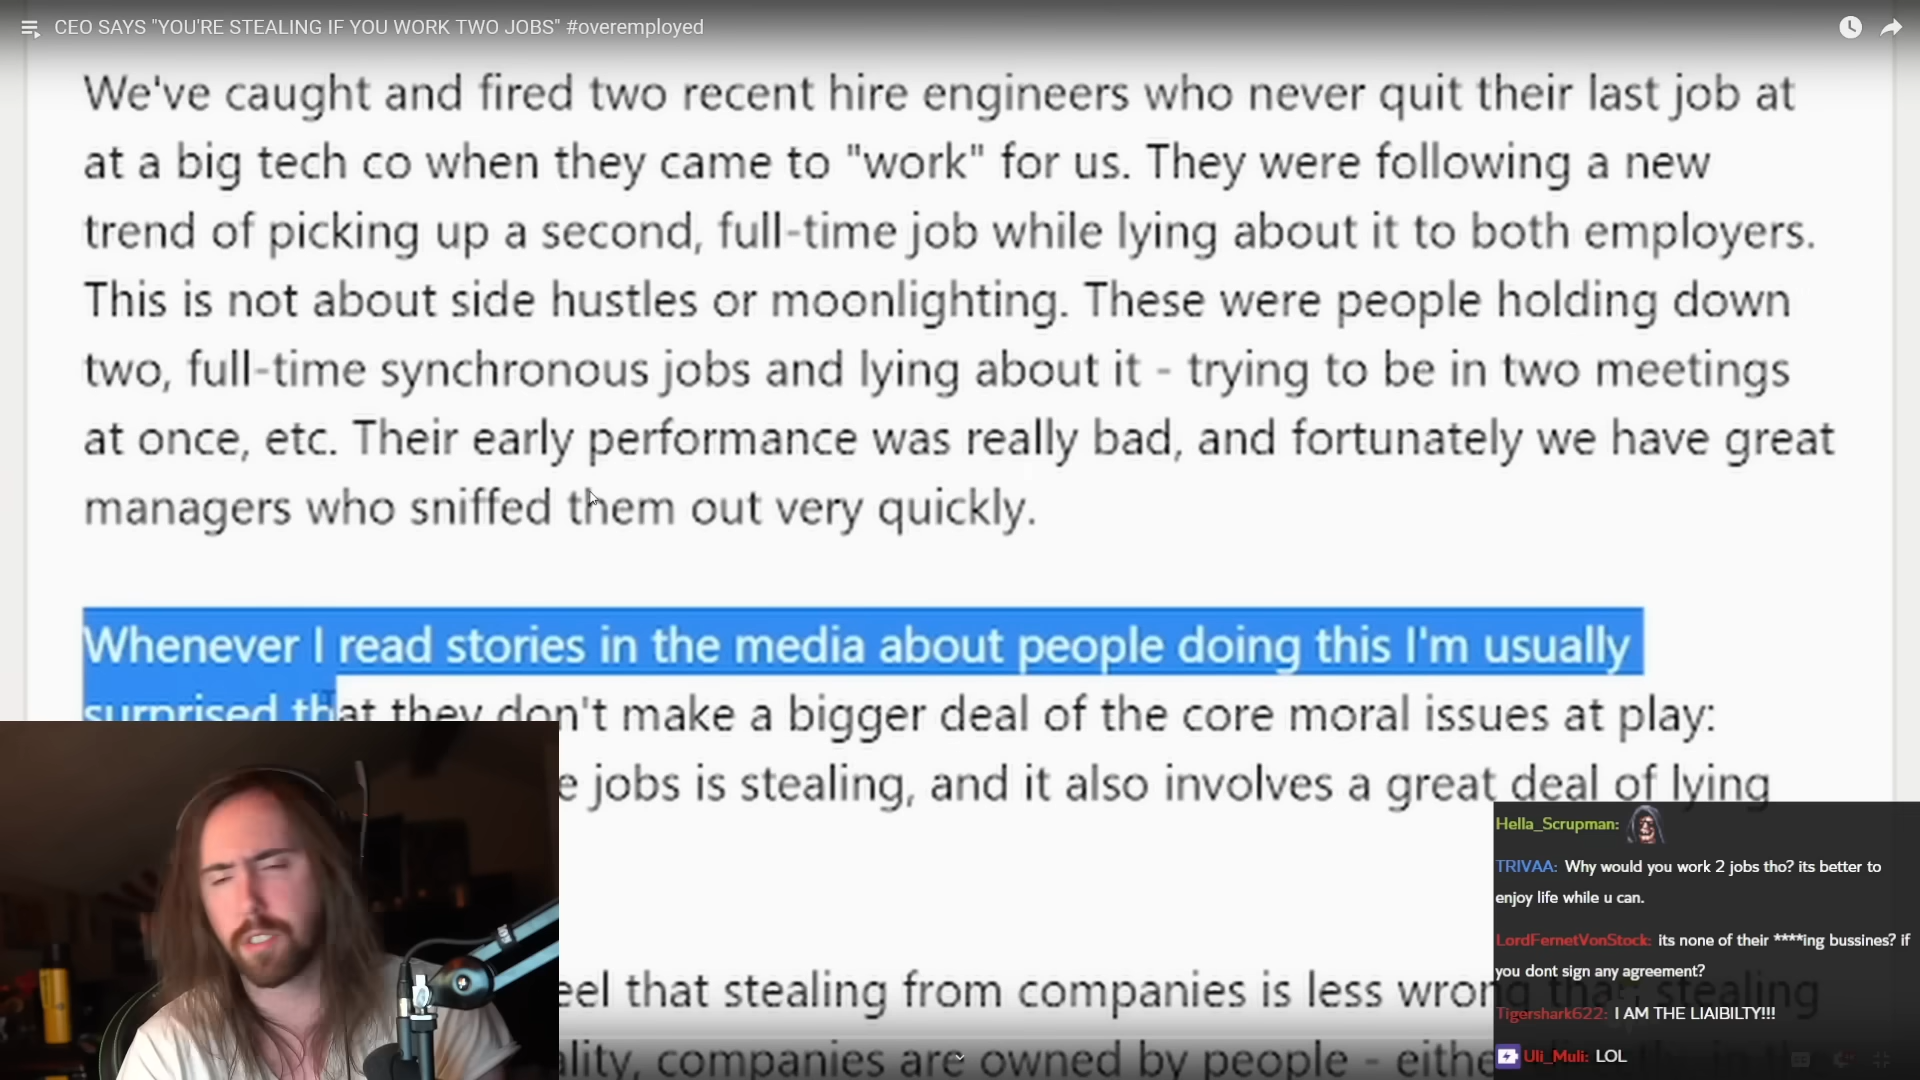 CEO SAYS "YOU'RE STEALING IF YOU WORK TWO JOBS" #overemployed
We've caught and fired two recent hire engineers who never quit their last job at
at a big tech co when they came to "work" for us. They were following a new
trend of picking up a second, full-time job while lying about it to both employers.
This is not about side hustles or moonlighting. These were people holding down
two, full-time synchronous jobs and lying about it - trying to be in two meetings
at once, etc. Their early performance was really bad, and fortunately we have great
managers who sniffed them out very quickly.
Whenever I read stories in the media about people doing this I'm usually
surprised that they don't make a bigger deal of the core moral issues at play:
jobs is stealing, and it also involves a great deal of lying
that stealing from companies is less wrong than stealing
companies are owned by people -
Hella_Scrupman:
TRIVAA: Why would you work 2 jobs tho? its better to
enjoy life while u can.
LordFernetVonStock: its none of their ****ing bussines? if
you dont sign any agreement?
Tigershark622: I AM THE LIAIBILTY!!!
Uli_Muli: LOL